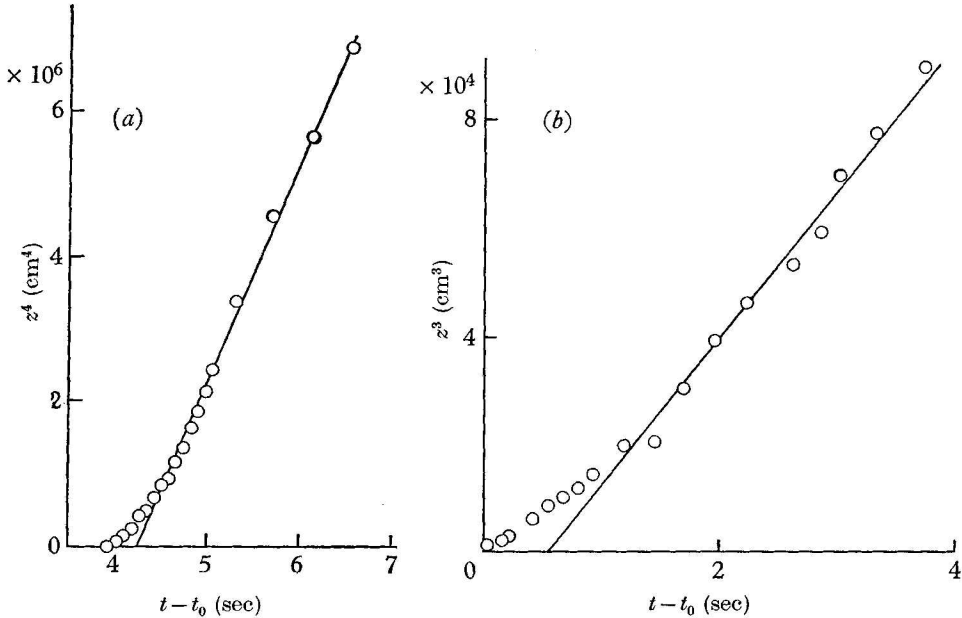 × 10⁶
(a)
6
4
2
0
z⁴ (cm⁴)
4 5 6 7
t − t₀ (sec)
× 10⁴
(b)
8
4
z³ (cm³)
0 2 4
t − t₀ (sec)